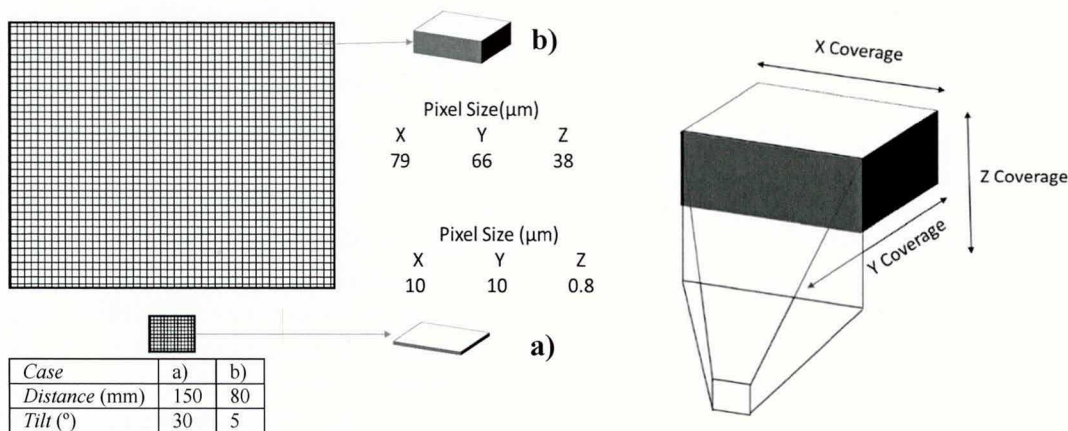 b)
Pixel Size(µm)
X Y Z
79 66 38
Pixel Size (µm)
X Y Z
10 10 0.8
a)
Case a) b)
Distance (mm) 150 80
Tilt (º) 30 5
X Coverage
Z Coverage
Y Coverage